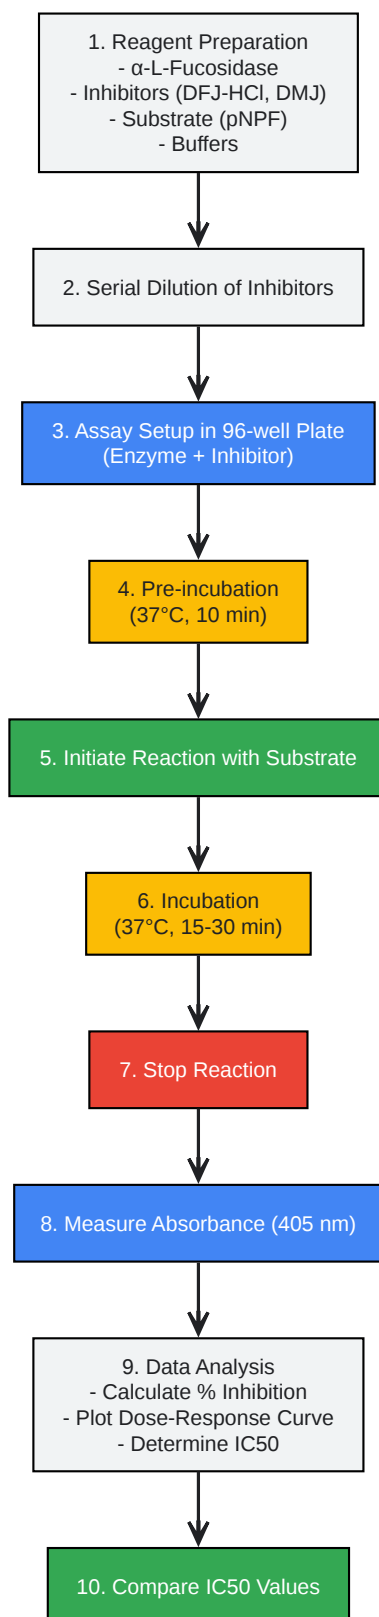 1. Reagent Preparation
- α-L-Fucosidase
- Inhibitors (DFJ-HCl, DMJ)
- Substrate (pNPF)
- Buffers
2. Serial Dilution of Inhibitors
3. Assay Setup in 96-well Plate
(Enzyme + Inhibitor)
4. Pre-incubation
(37°C, 10 min)
5. Initiate Reaction with Substrate
6. Incubation
(37°C, 15-30 min)
7. Stop Reaction
8. Measure Absorbance (405 nm)
9. Data Analysis
- Calculate % Inhibition
- Plot Dose-Response Curve
- Determine IC50
10. Compare IC50 Values